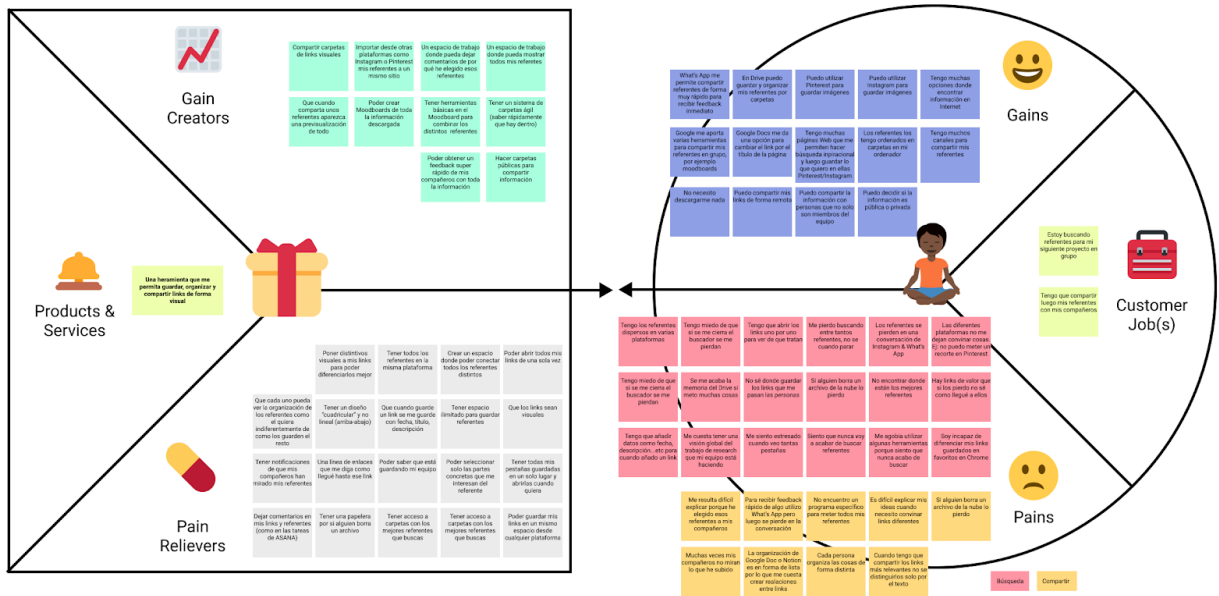 Gain
Creators
Compartir carpetas
de links visuales
Importar desde otras
plataformas como
Instagram o Pinterest
mis referentes a un
mismo sitio
Un espacio de trabajo
donde pueda dejar
comentarios de por
qué he elegido esos
referentes
Un espacio de trabajo
donde pueda mostrar
todos mis referetes
Que cuando
comparta unos
referentes aparezca
una previsualización
de todo
Poder crear
Moodboards de toda
la información
descargada
Tener herramientas
básicas en el
Moodboard para
combinar los
distintos referentes
Tener un sistema de
carpetas ágil
(saber rápidamente
que hay dentro)
Poder obtener un
feedback super
rápido de mis
compañeros con toda
la información
Hacer carpetas
públicas para
compartir
información
Products &
Services
Una heramienta que me
permita guardar, organizar y
compartir links de forma
visual
Pain
Relievers
Poner distintivos
visuales a mis links
para poder
diferenciarlos mejor
Tener todos los
referentes en la
misma plataforma
Crear un espacio
donde poder conectar
todos los referentes
distintos
Poder abrir todos mis
links de una sola vez
Que cada uno pueda
ver la organización de
los referentes como el
quiera
indiferentemente de
como los guarden el
resto
Tener un diseño
"cuadricular" y no
lineal (arriba-abajo)
Que cuando guarde
un link se me guarde
con fecha, título,
descripción
Tener espacio
ilimitado para guardar
referentes
Que los links sean
visuales
Tener notificaciones
de que mis
compañeros han
mirado mis referentes
Una línea de enlaces
que me diga como
llegué hasta ese link
Poder saber que está
guardando mi equipo
Poder seleccionar
solo las partes
concretas que me
interesan del
referente
Tener todas mis
pestañas guardadas
en un solo lugar y
abrirlas cuando
quiera
Dejar comentarios en
mis links y referentes
(como en las tareas
de ASANA)
Tener una papelera
por si alguien borra
un archivo
Tener acceso a
carpetas con los
mejores referentes
que buscas
Tener acceso a
carpetas con los
mejores referentes
que buscas
Poder guardar mis
links en un mismo
espacio desde
cualquier plataforma
Gains
What's App me
permite compartir
referentes de forma
muy rápido para
recibir feedback
inmediato
En Drive puedo
guardar y organizar
mis referentes por
carpetas
Puedo utilizar
Pinterest para
guardar imágenes
Puedo utilizar
Instagram para
guardar imágenes
Tengo muchas
opciones donde
encontrar
información en
Internet
Google me aporta
varias herramientas
para compartir mis
referentes en grupo,
por ejemplo
moodboards
Google Docs me da
una opción para
cambiar el link por el
título de la página
Tengo muchas
páginas Web que me
permiten hacer
búsqueda inpiracional
y luego guardar lo
que quiero en ellas
Pinterest/Instagram
Los referentes los
tengo ordenados en
carpetas en mi
ordenador
Tengo muchos
canales para
compartir mis
referentes
No necesito
descargarme nada
Puedo compartir mis
links de forma remota
Puedo compartir la
información con
personas que no solo
son miembros del
equipo
Puedo decidir si la
información es
pública o privada
Customer
Job(s)
Estoy buscando
referentes para mi
siguiente proyecto en
grupo
Tengo que compartir
luego mis referentes
con mis compañeros
Pains
Tengo los referentes
dispersos en varias
plataformas
Tengo miedo de que
si se me cierra el
buscador se me
pierdan
Tengo que abrir los
links uno por uno
para ver de que tratan
Me pierdo buscando
entre tantos
referentes, no se
cuando parar
Los referentes se
pierden en una
conversación de
Instagram & What's
App
Las diferentes
plataformas no me
dejan convinar cosas.
Ej: no puedo meter un
recorte en Pinterest
Tengo miedo de que
si se me cierra el
buscador se me
pierdan
Se me acaba la
memoria del Drive si
meto muchas cosas
No sé donde guardar
los links que me
pasan las personas
Si alguien borra un
archivo de la nube lo
pierdo
No encontrar donde
están los mejores
referentes
Hay links de valor que
si los pierdo no sé
como llegué a ellos
Tengo que añadir
datos como fecha,
descripción... etc para
cuando añado un link
Me cuesta tener una
visión global del
trabajo de research
que mi equipo está
haciendo
Me siento estresado
cuando veo tantas
pestañas
Siento que nunca voy
a acabar de buscar
referentes
Me agobia utilizar
algunas herramientas
porque siento que
nunca acabo de
buscar
Soy incapaz de
diferenciar mis links
guardados en
favoritos en Chrome
Me resulta difícil
explicar porque he
elegido esos
referentes a mis
compañeros
Para recibir feedback
rápido de algo utilizo
What's App pero
luego se pierde en la
conversación
No encuentro un
programa específico
para meter todos mis
referentes
Es difícil explicar mis
ideas cuando
necesito convinar
links diferentes
Si alguien borra un
archivo de la nube lo
pierdo
Muchas veces mis
compañeros no miran
lo que he subido
La organización de
Google Doc o Notion
es en forma de lista
por lo que me cuesta
crear realaciones
entre links
Cada persona
organiza las cosas
de forma distinta
Cuando tengo que
compartir los links
más relevantes no se
distinguirlos solo por
el texto
Búsqueda
Compartir